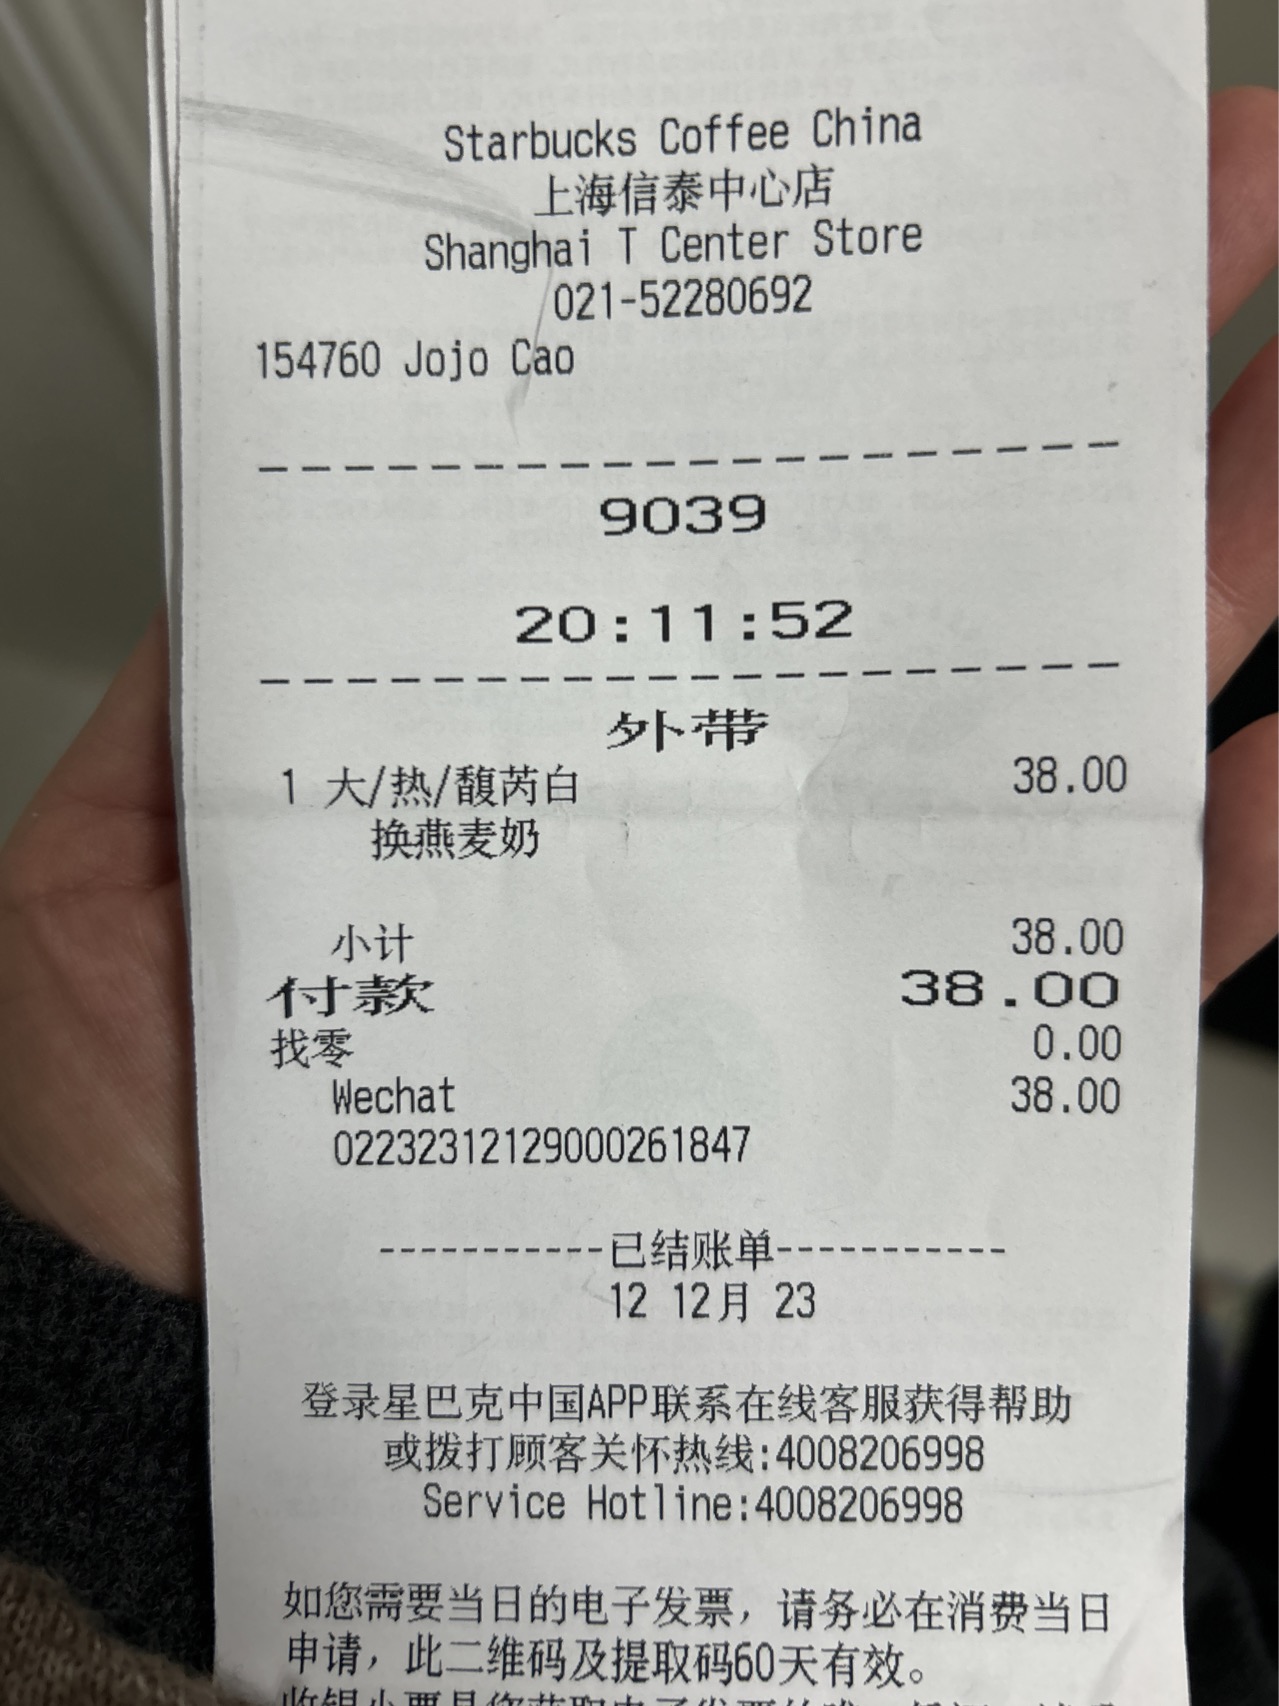 Starbucks Coffee China
上海信泰中心店
Shanghai T Center Store
021-52280692
154760 Jojo Cao
9039
20:11:52
外带
1 大/热/馥芮白 38.00
换燕麦奶
小计 38.00
付款 38.00
找零 0.00
Wechat 38.00
02232312129000261847
-----------已结账单-----------
12 12月 23
登录星巴克中国APP联系在线客服获得帮助
或拨打顾客关怀热线:4008206998
Service Hotline:4008206998
如您需要当日的电子发票，请务必在消费当日
申请，此二维码及提取码60天有效。